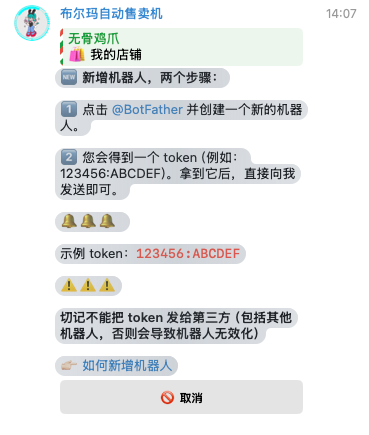 布尔玛自动售卖机 14:07
无骨鸡爪
🛍 我的店铺
🆕 新增机器人，两个步骤：
1️⃣ 点击 @BotFather 并创建一个新的机器
人。
2️⃣ 您会得到一个 token (例如：
123456:ABCDEF)。拿到它后，直接向我
发送即可。
🔔🔔🔔
示例 token：123456:ABCDEF
⚠️⚠️⚠️
切记不能把 token 发给第三方 (包括其他
机器人，否则会导致机器人无效化)
👉🏻 如何新增机器人
🚫 取消